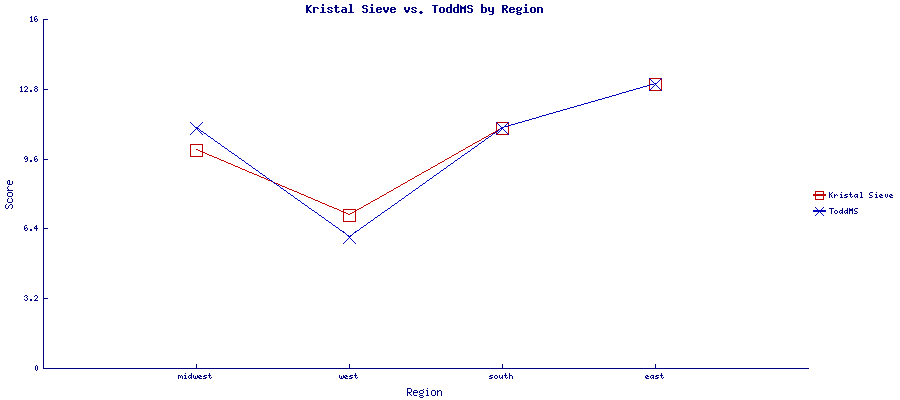 Kristal Sieve vs. ToddMS by Region
16
12.8
9.6
6.4
3.2
0
Score
midwest west south east
Region
Kristal Sieve
ToddMS